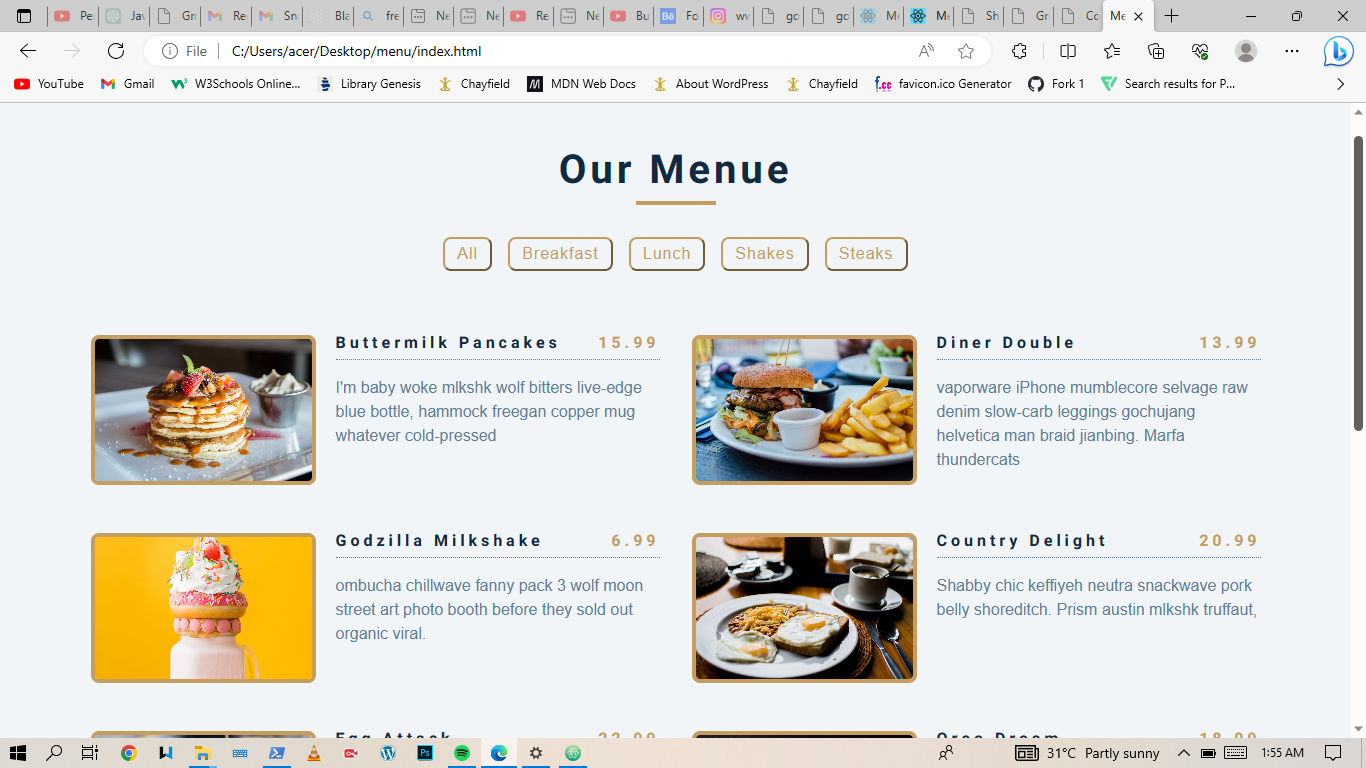 Per
Jav
Gr
Re
Sn
Bla
fre
Ne
Ne
Re
Ne
Bu
Fo
wv
go
go
Me
Me
Sh
Gr
Co
Me
File
C:/Users/acer/Desktop/menu/index.html
YouTube
Gmail
W3Schools Online...
Library Genesis
Chayfield
MDN Web Docs
About WordPress
Chayfield
favicon.ico Generator
Fork 1
Search results for P...
Our Menue
All
Breakfast
Lunch
Shakes
Steaks
Buttermilk Pancakes 15.99
I'm baby woke mlkshk wolf bitters live-edge
blue bottle, hammock freegan copper mug
whatever cold-pressed
Diner Double 13.99
vaporware iPhone mumblecore selvage raw
denim slow-carb leggings gochujang
helvetica man braid jianbing. Marfa
thundercats
Godzilla Milkshake 6.99
ombucha chillwave fanny pack 3 wolf moon
street art photo booth before they sold out
organic viral.
Country Delight 20.99
Shabby chic keffiyeh neutra snackwave pork
belly shoreditch. Prism austin mlkshk truffaut,
Egg Attack 22.99
Oreo Dream 18.99
31°C Partly sunny
1:55 AM